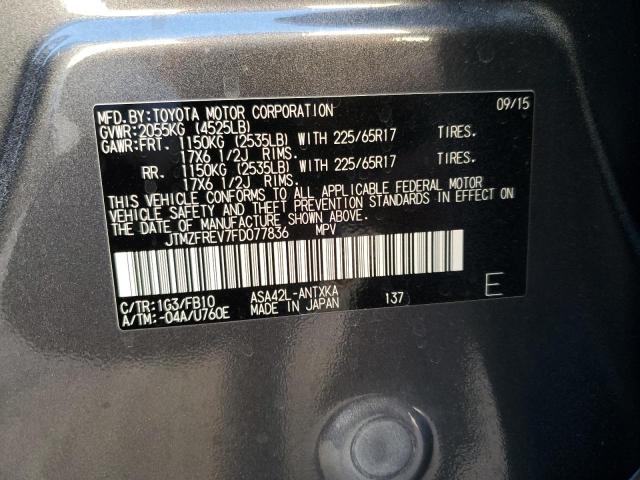 MFD.BY:TOYOTA MOTOR CORPORATION 09/15
GVWR:2055KG (4525LB)
GAWR:FRT. 1150KG (2535LB) WITH 225/65R17 TIRES.
17X6 1/2J RIMS.
RR. 1150KG (2535LB) WITH 225/65R17 TIRES.
17X6 1/2J RIMS.
THIS VEHICLE CONFORMS TO ALL APPLICABLE FEDERAL MOTOR
VEHICLE SAFETY AND THEFT PREVENTION STANDARDS IN EFFECT ON
THE DATE OF MANUFACTURE SHOWN ABOVE.
JTMZFREV7FD077836 MPV
C/TR:1G3/FB10 ASA42L-ANTXKA 137 E
A/TM:-04A/U760E MADE IN JAPAN